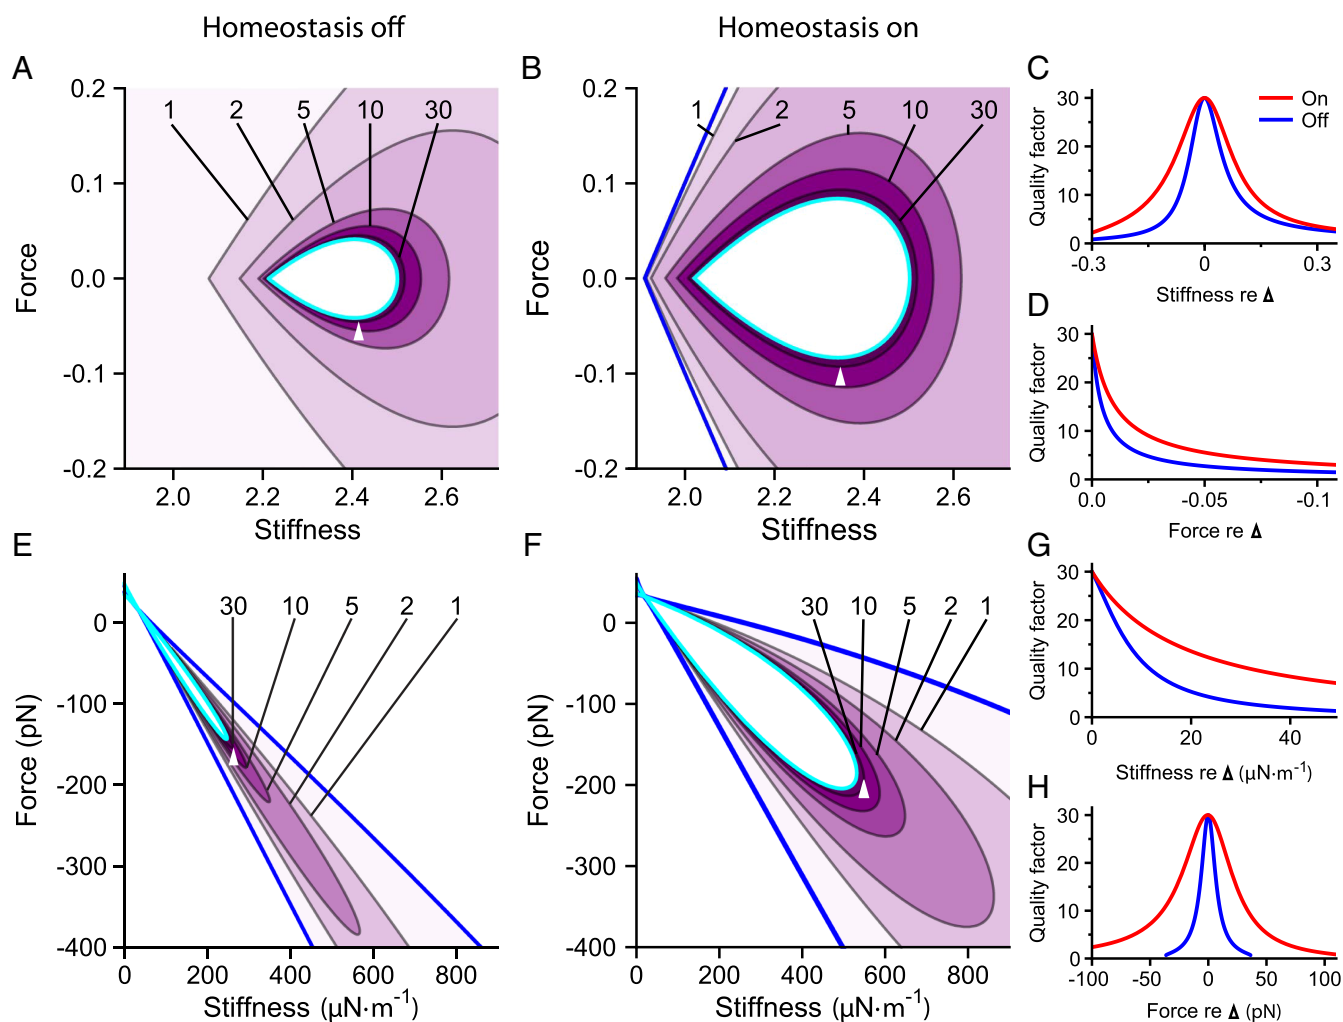 Homeostasis off
Homeostasis on
A
0.2
0.1
0.0
-0.1
-0.2
Force
1 2 5 10 30
2.0 2.2 2.4 2.6
Stiffness
B
0.2
0.1
0.0
-0.1
-0.2
Force
1 2 5 10 30
2.0 2.2 2.4 2.6
Stiffness
C
30
20
10
0
Quality factor
On
Off
-0.3 0 0.3
Stiffness re Δ
D
30
20
10
0
Quality factor
0.0 -0.05 -0.1
Force re Δ
E
0
-100
-200
-300
-400
Force (pN)
30 10 5 2 1
0 200 400 600 800
Stiffness (µN·m⁻¹)
F
0
-100
-200
-300
-400
Force (pN)
30 10 5 2 1
0 200 400 600 800
Stiffness (µN·m⁻¹)
G
30
20
10
0
Quality factor
0 20 40
Stiffness re Δ (µN·m⁻¹)
H
30
20
10
0
Quality factor
-100 -50 0 50 100
Force re Δ (pN)